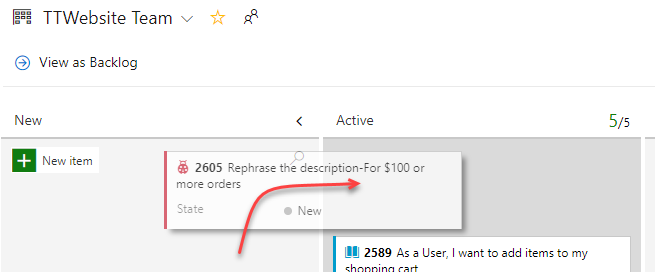 TTWebsite Team
View as Backlog
New
Active 5/5
New item
2605 Rephrase the description-For $100 or
more orders
State New
2589 As a User, I want to add items to my
shopping cart